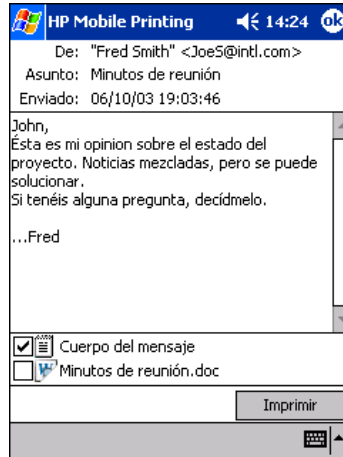 HP Mobile Printing 14:24 ok
De: "Fred Smith" <JoeS@intl.com>
Asunto: Minutos de reunión
Enviado: 06/10/03 19:03:46
John,
Ésta es mi opinion sobre el estado del
proyecto. Noticias mezcladas, pero se puede
solucionar.
Si tenéis alguna pregunta, decídmelo.
...Fred
Cuerpo del mensaje
Minutos de reunión.doc
Imprimir